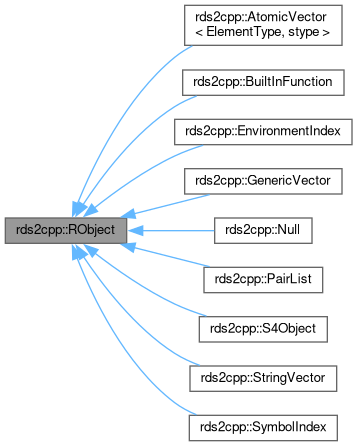 rds2cpp::AtomicVector
< ElementType, stype >
rds2cpp::BuiltInFunction
rds2cpp::EnvironmentIndex
rds2cpp::GenericVector
rds2cpp::RObject
rds2cpp::Null
rds2cpp::PairList
rds2cpp::S4Object
rds2cpp::StringVector
rds2cpp::SymbolIndex